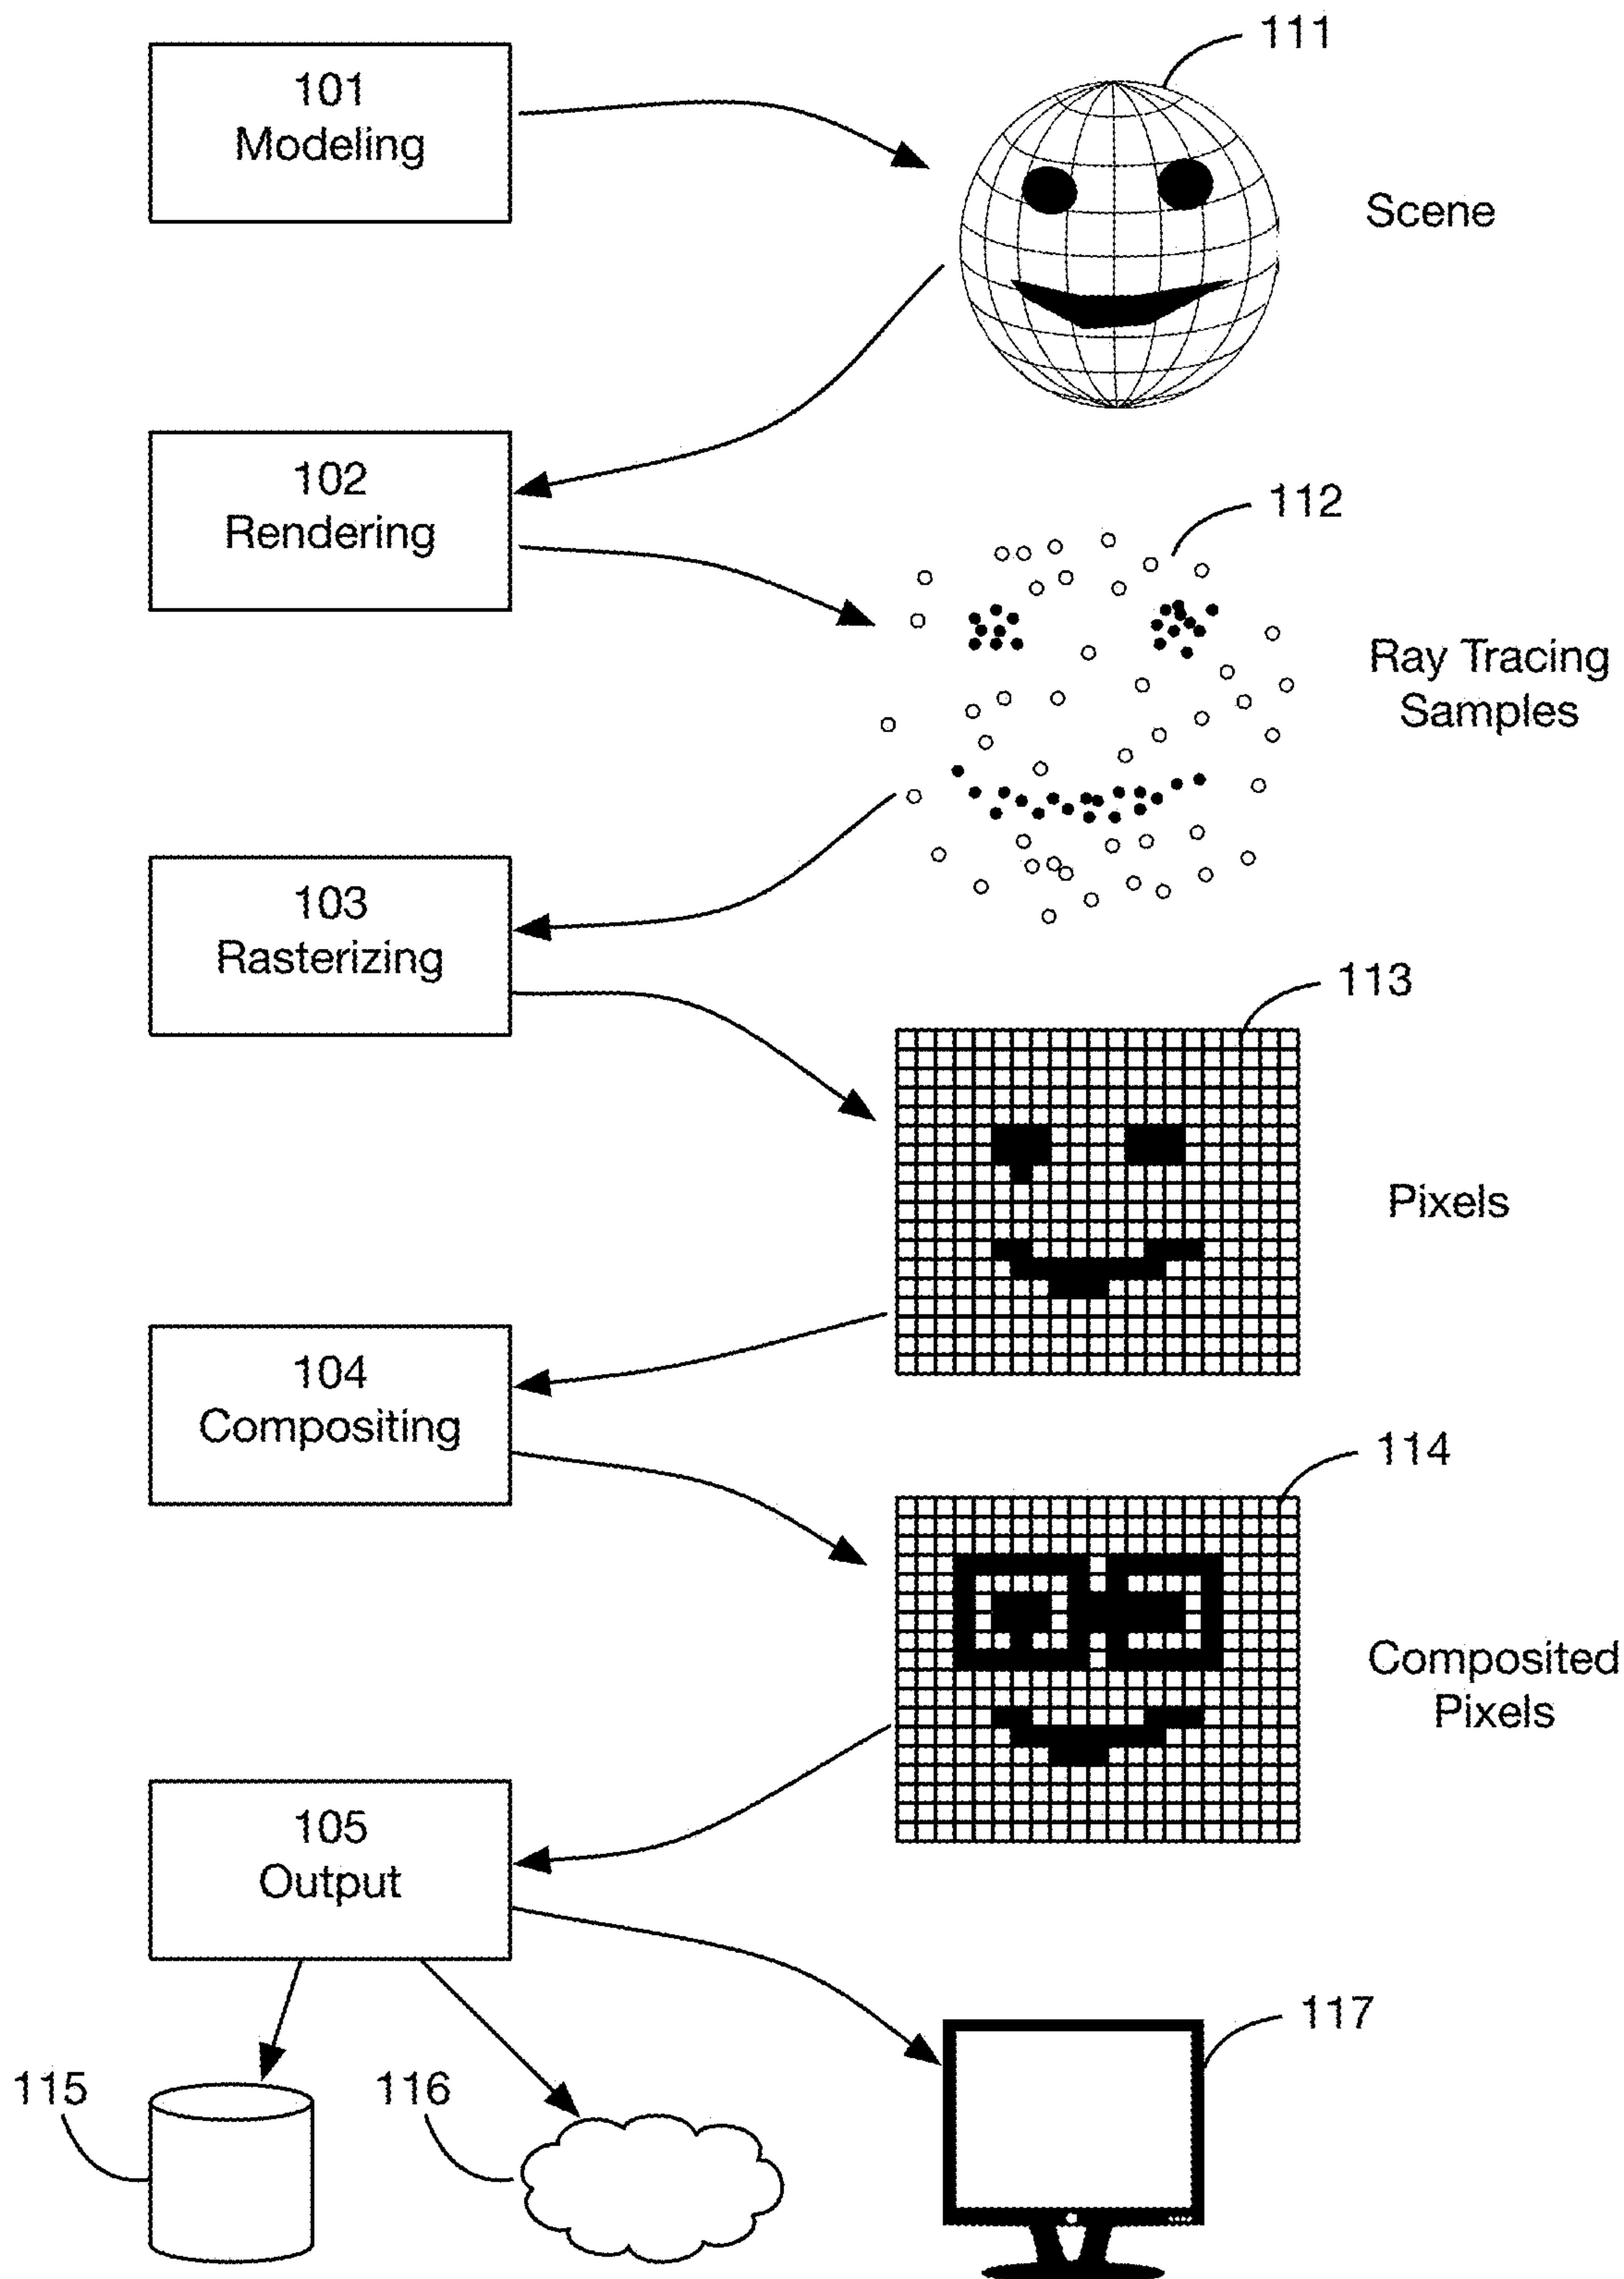 111
101
Modeling
Scene
102
Rendering
112
Ray Tracing
Samples
103
Rasterizing
113
Pixels
104
Compositing
114
Composited
Pixels
105
Output
117
115
116